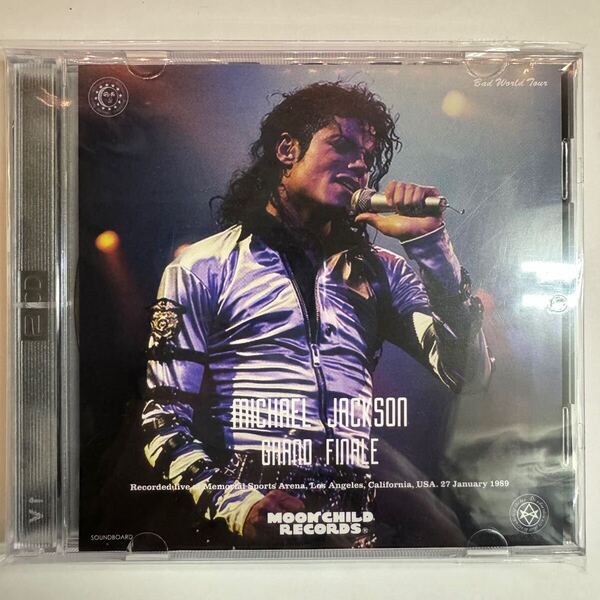 Bad World Tour
MICHAEL JACKSON
GRAND FINALE
Recorded live at Memorial Sports Arena, Los Angeles, California, USA. 27 January 1989
MOONCHILD
RECORDS
SOUNDBOARD